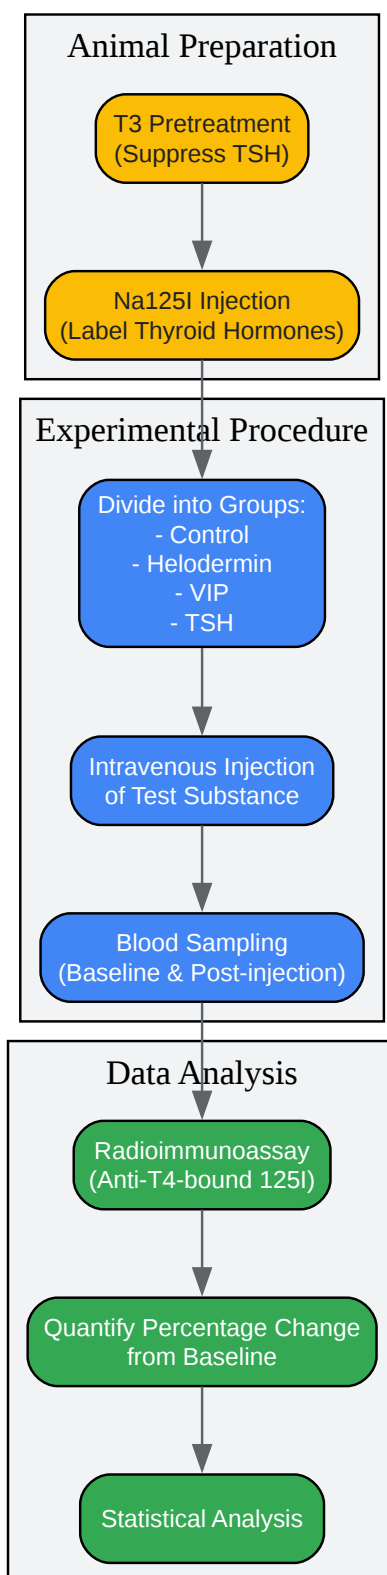 Animal Preparation
T3 Pretreatment
(Suppress TSH)
Na125I Injection
(Label Thyroid Hormones)
Experimental Procedure
Divide into Groups:
- Control
- Helodermin
- VIP
- TSH
Intravenous Injection
of Test Substance
Blood Sampling
(Baseline & Post-injection)
Data Analysis
Radioimmunoassay
(Anti-T4-bound 125I)
Quantify Percentage Change
from Baseline
Statistical Analysis